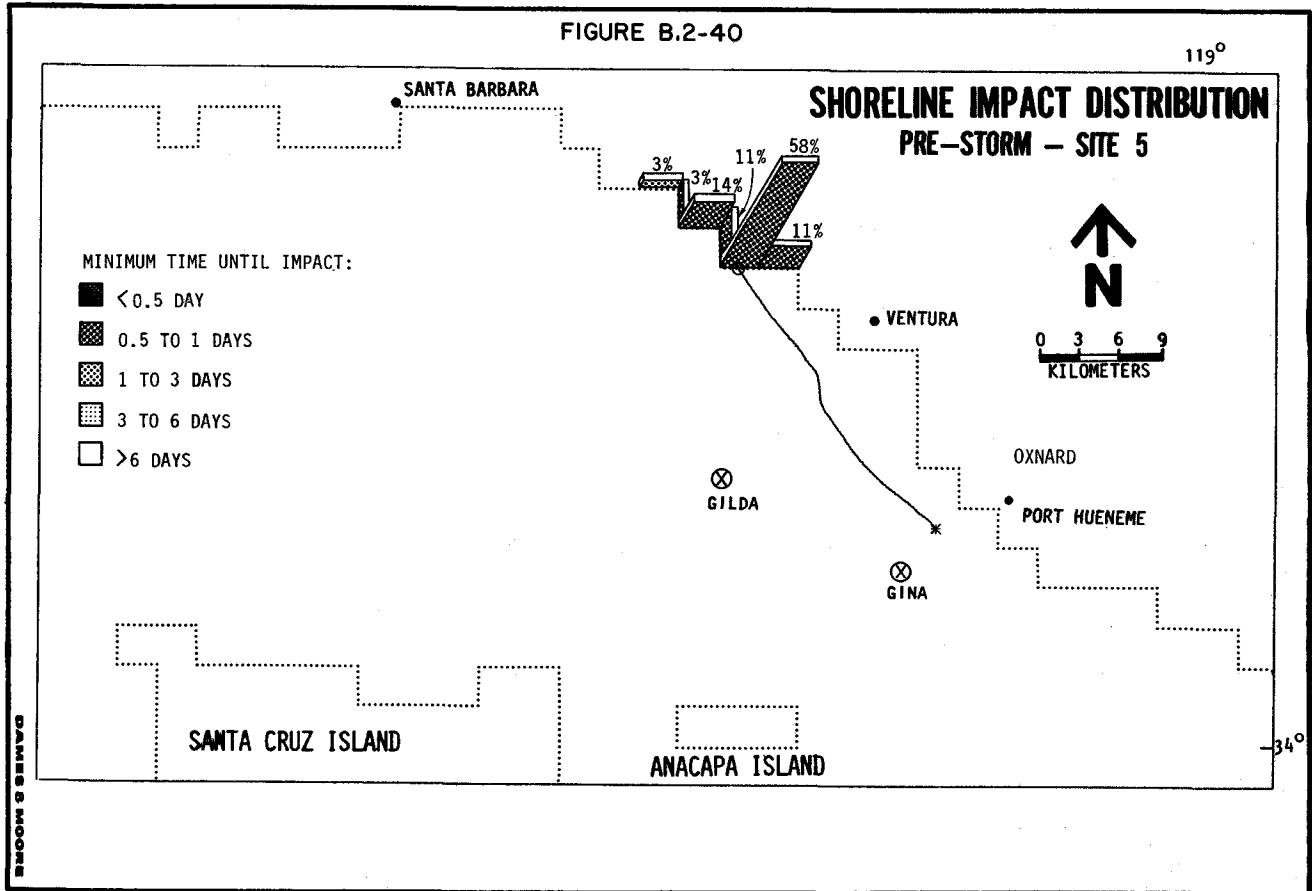 FIGURE B.2-40
119°
SANTA BARBARA
SHORELINE IMPACT DISTRIBUTION
PRE-STORM - SITE 5
58%
11%
3%
3%
14%
11%
MINIMUM TIME UNTIL IMPACT:
<0.5 DAY
0.5 TO 1 DAYS
1 TO 3 DAYS
3 TO 6 DAYS
>6 DAYS
N
VENTURA
0 3 6 9
KILOMETERS
OXNARD
GILDA
PORT HUENEME
GINA
SANTA CRUZ ISLAND
ANACAPA ISLAND
34°
DAMES & MOORE